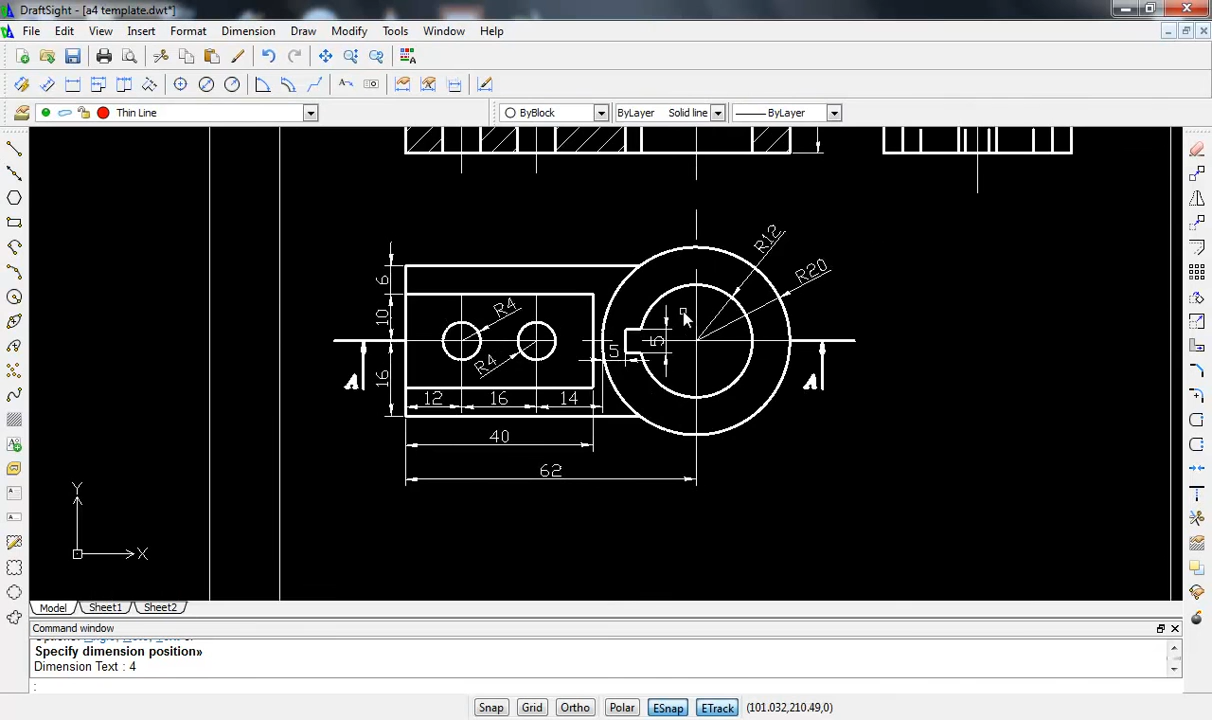 DraftSight - [a4 template.dwt*]
File Edit View Insert Format Dimension Draw Modify Tools Window Help
Thin Line
ByBlock
ByLayer Solid line
ByLayer
R12
R20
6
R4
10
5
5
R4
16
A
A
12 16 14
40
62
Y
X
Model Sheet1 Sheet2
Command window
Specify dimension position»
Dimension Text : 4
:
Snap Grid Ortho Polar ESnap ETrack (101.032,210.49,0)